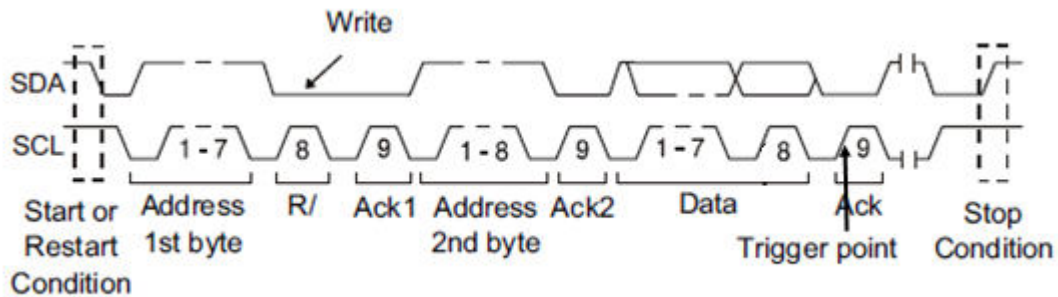 Write
SDA
SCL 1 - 7 8 9 1 - 8 9 1 - 7 8 9
Start or Restart Condition
Address 1st byte
R/
Ack1
Address 2nd byte
Ack2
Data
Ack
Trigger point
Stop Condition